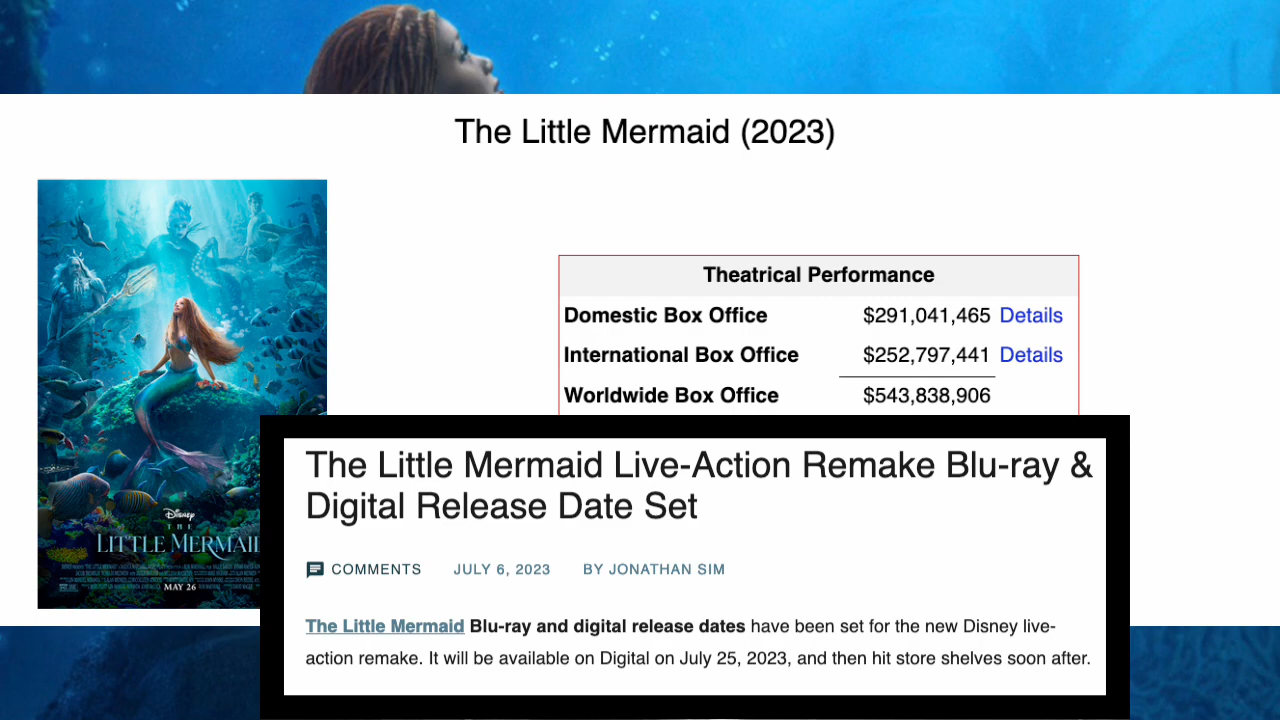 The Little Mermaid (2023)
Theatrical Performance
Domestic Box Office $291,041,465 Details
International Box Office $252,797,441 Details
Worldwide Box Office $543,838,906
Disney
THE
LITTLE MERMAID
MAY 26
The Little Mermaid Live-Action Remake Blu-ray &
Digital Release Date Set
COMMENTS JULY 6, 2023 BY JONATHAN SIM
The Little Mermaid Blu-ray and digital release dates have been set for the new Disney live-
action remake. It will be available on Digital on July 25, 2023, and then hit store shelves soon after.